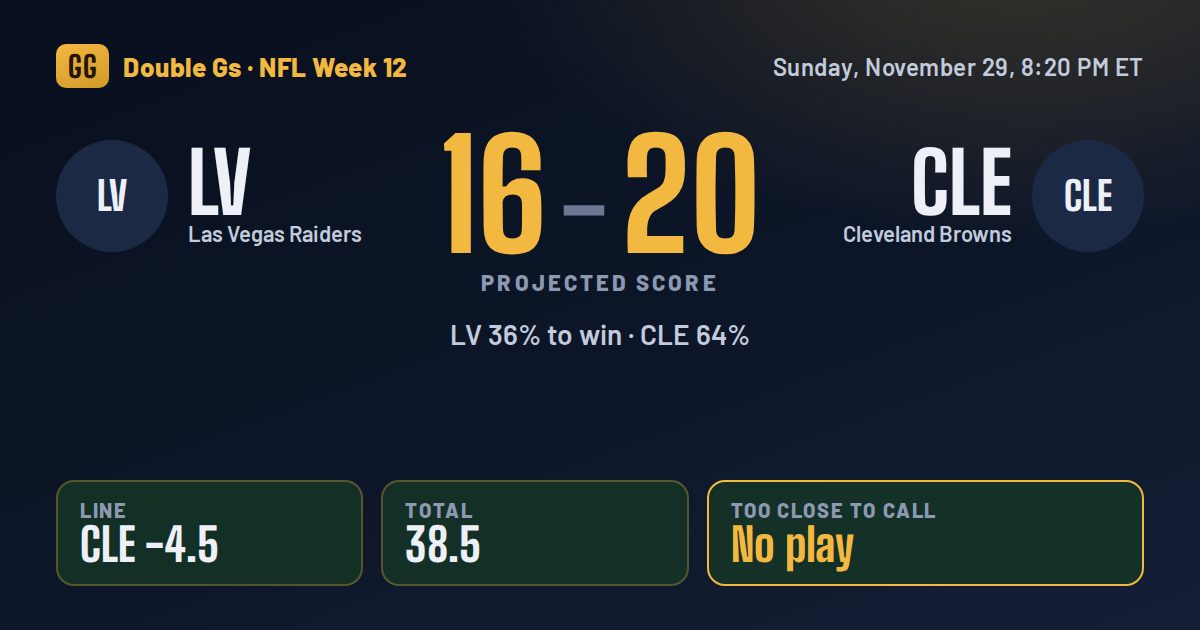 GG Double Gs · NFL Week 12
Sunday, November 29, 8:20 PM ET
LV
LV
Las Vegas Raiders
16 – 20
PROJECTED SCORE
LV 36% to win · CLE 64%
CLE
Cleveland Browns
CLE
LINE
CLE −4.5
TOTAL
38.5
TOO CLOSE TO CALL
No play